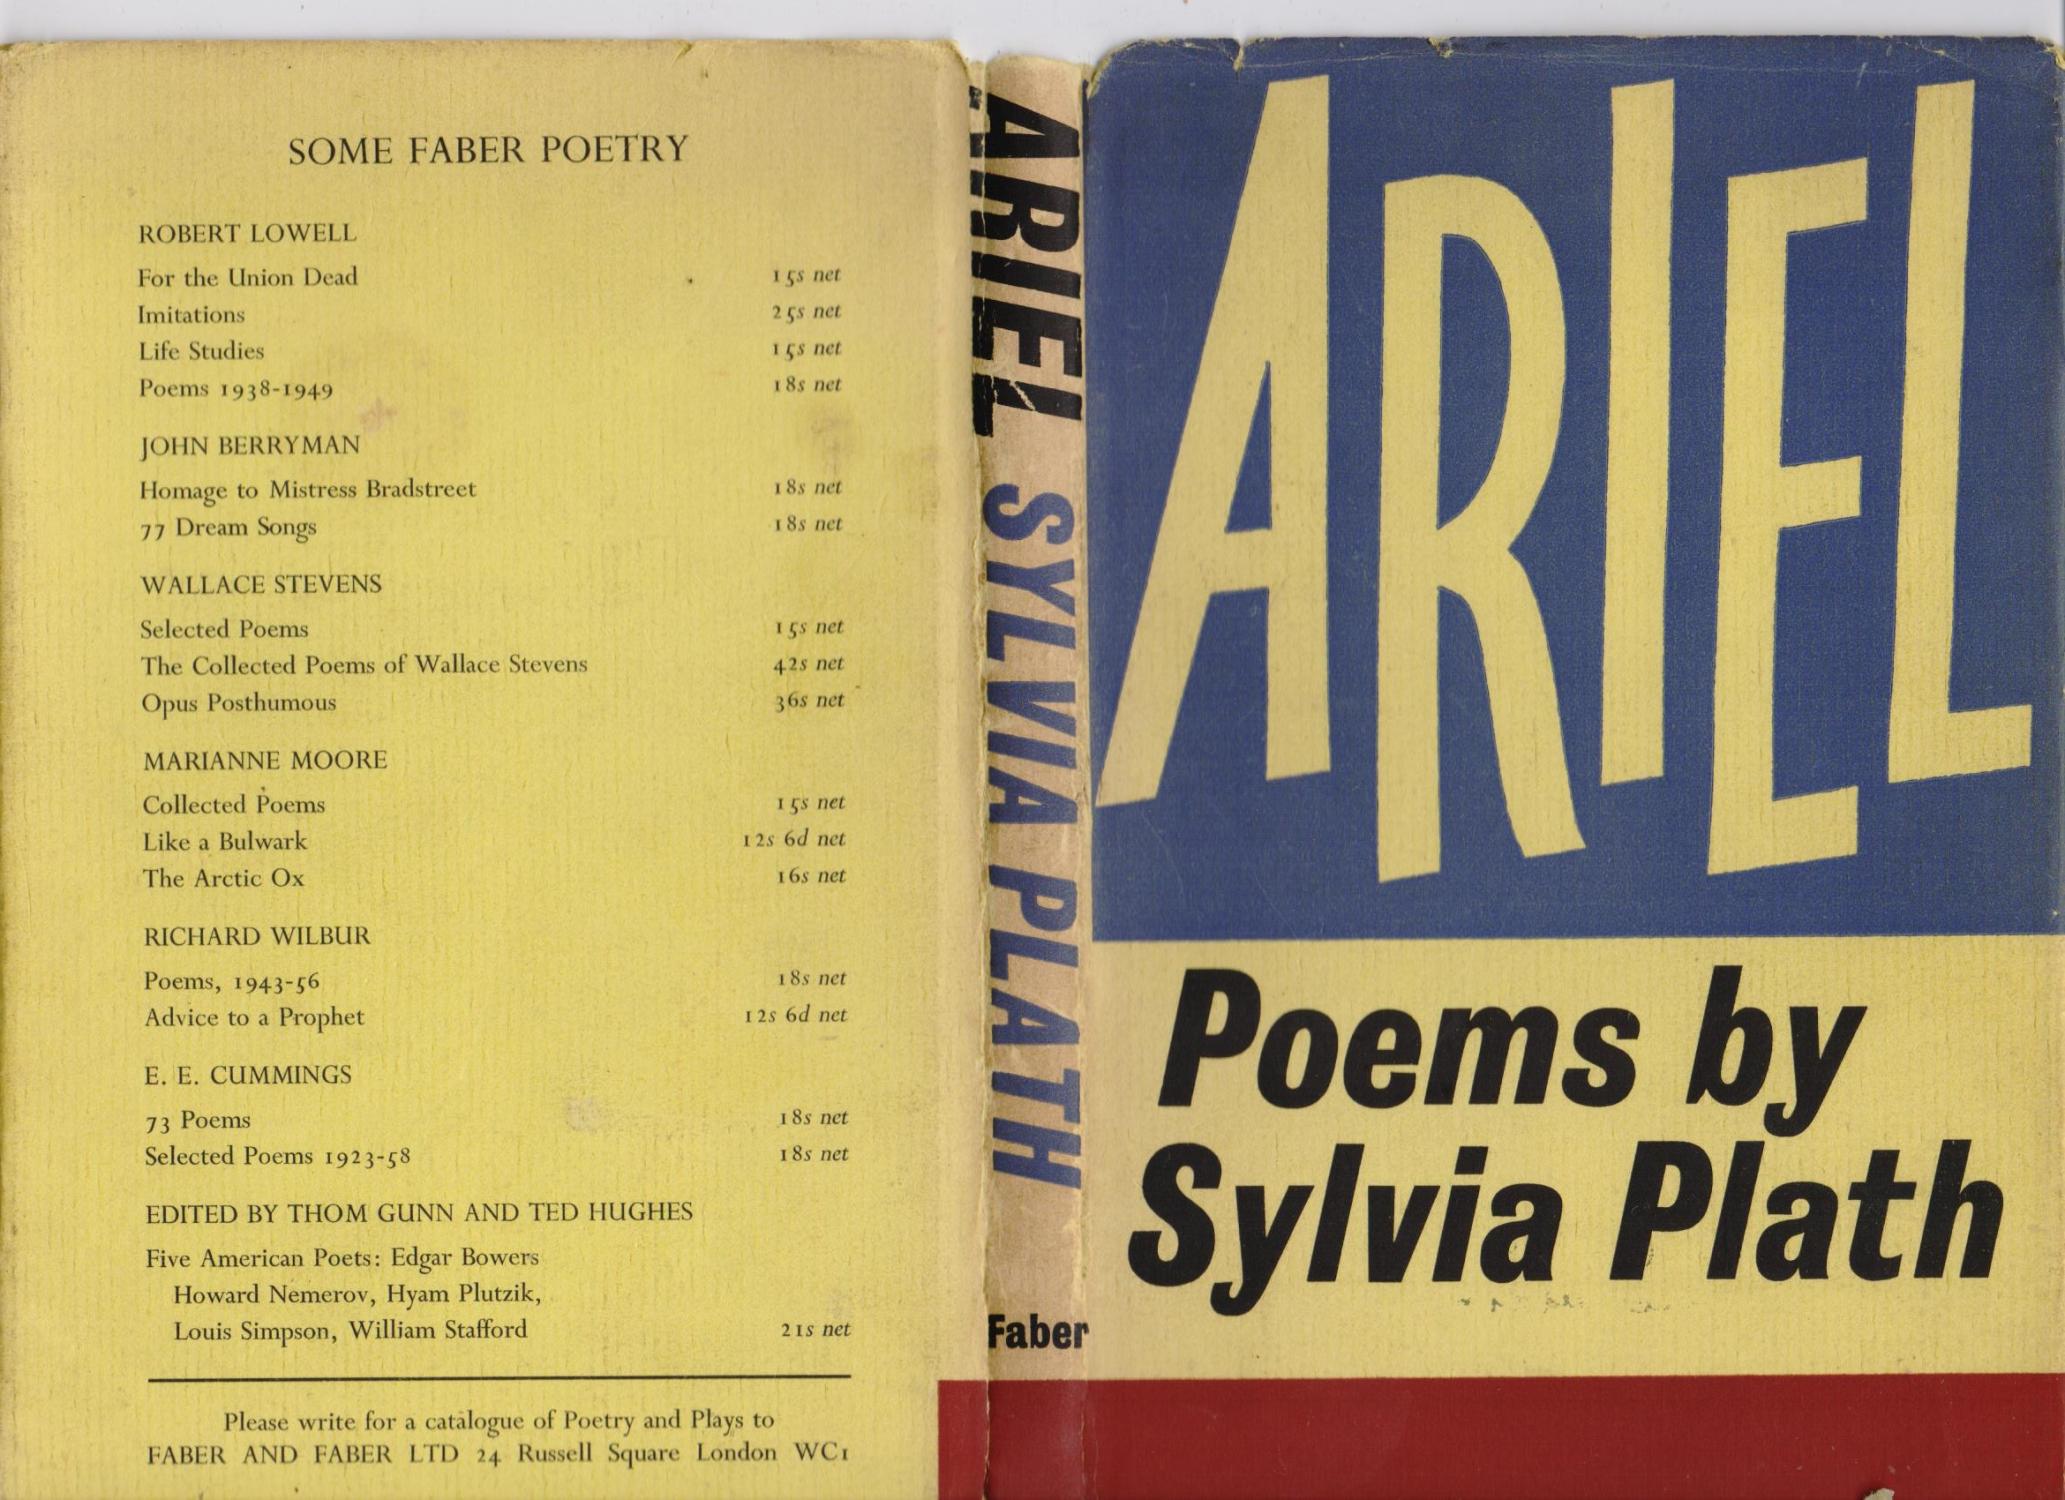 SOME FABER POETRY
ROBERT LOWELL
For the Union Dead 15s net
Imitations 25s net
Life Studies 15s net
Poems 1938-1949 18s net
JOHN BERRYMAN
Homage to Mistress Bradstreet 18s net
77 Dream Songs 18s net
WALLACE STEVENS
Selected Poems 15s net
The Collected Poems of Wallace Stevens 42s net
Opus Posthumous 36s net
MARIANNE MOORE
Collected Poems 15s net
Like a Bulwark 12s 6d net
The Arctic Ox 16s net
RICHARD WILBUR
Poems, 1943-56 18s net
Advice to a Prophet 12s 6d net
E. E. CUMMINGS
73 Poems 18s net
Selected Poems 1923-58 18s net
EDITED BY THOM GUNN AND TED HUGHES
Five American Poets: Edgar Bowers
Howard Nemerov, Hyam Plutzik,
Louis Simpson, William Stafford 21s net
Please write for a catalogue of Poetry and Plays to
FABER AND FABER LTD 24 Russell Square London WC1
ARIEL SYLVIA PLATH
Faber
ARIEL
Poems by
Sylvia Plath